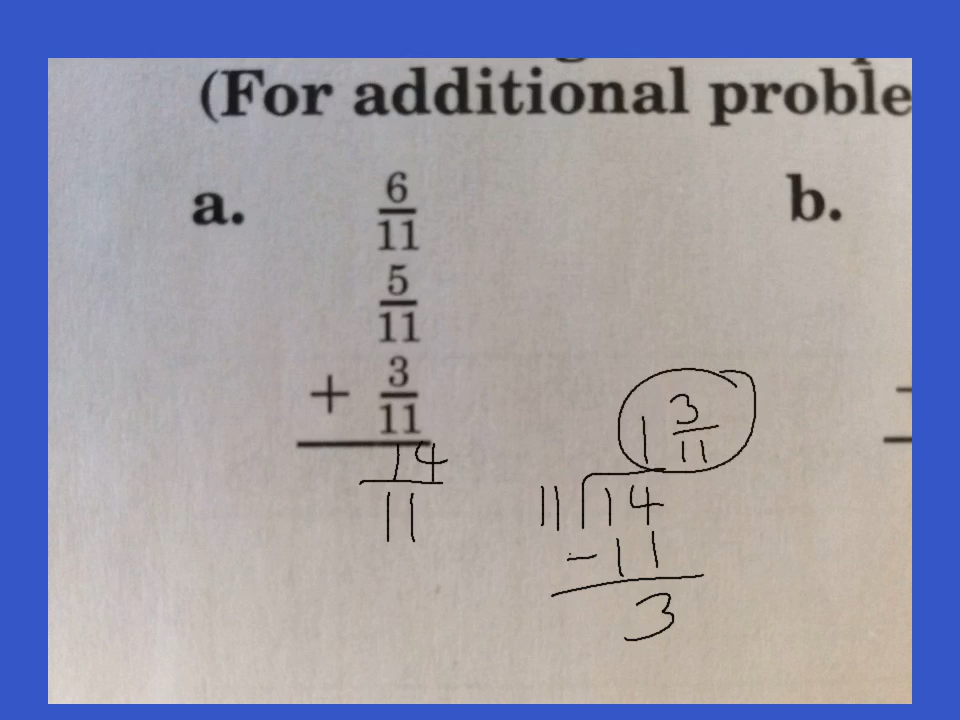 (For additional proble
a.
6/11
5/11
+ 3/11
14/11
1 3/11
11 14
- 11
3
b.